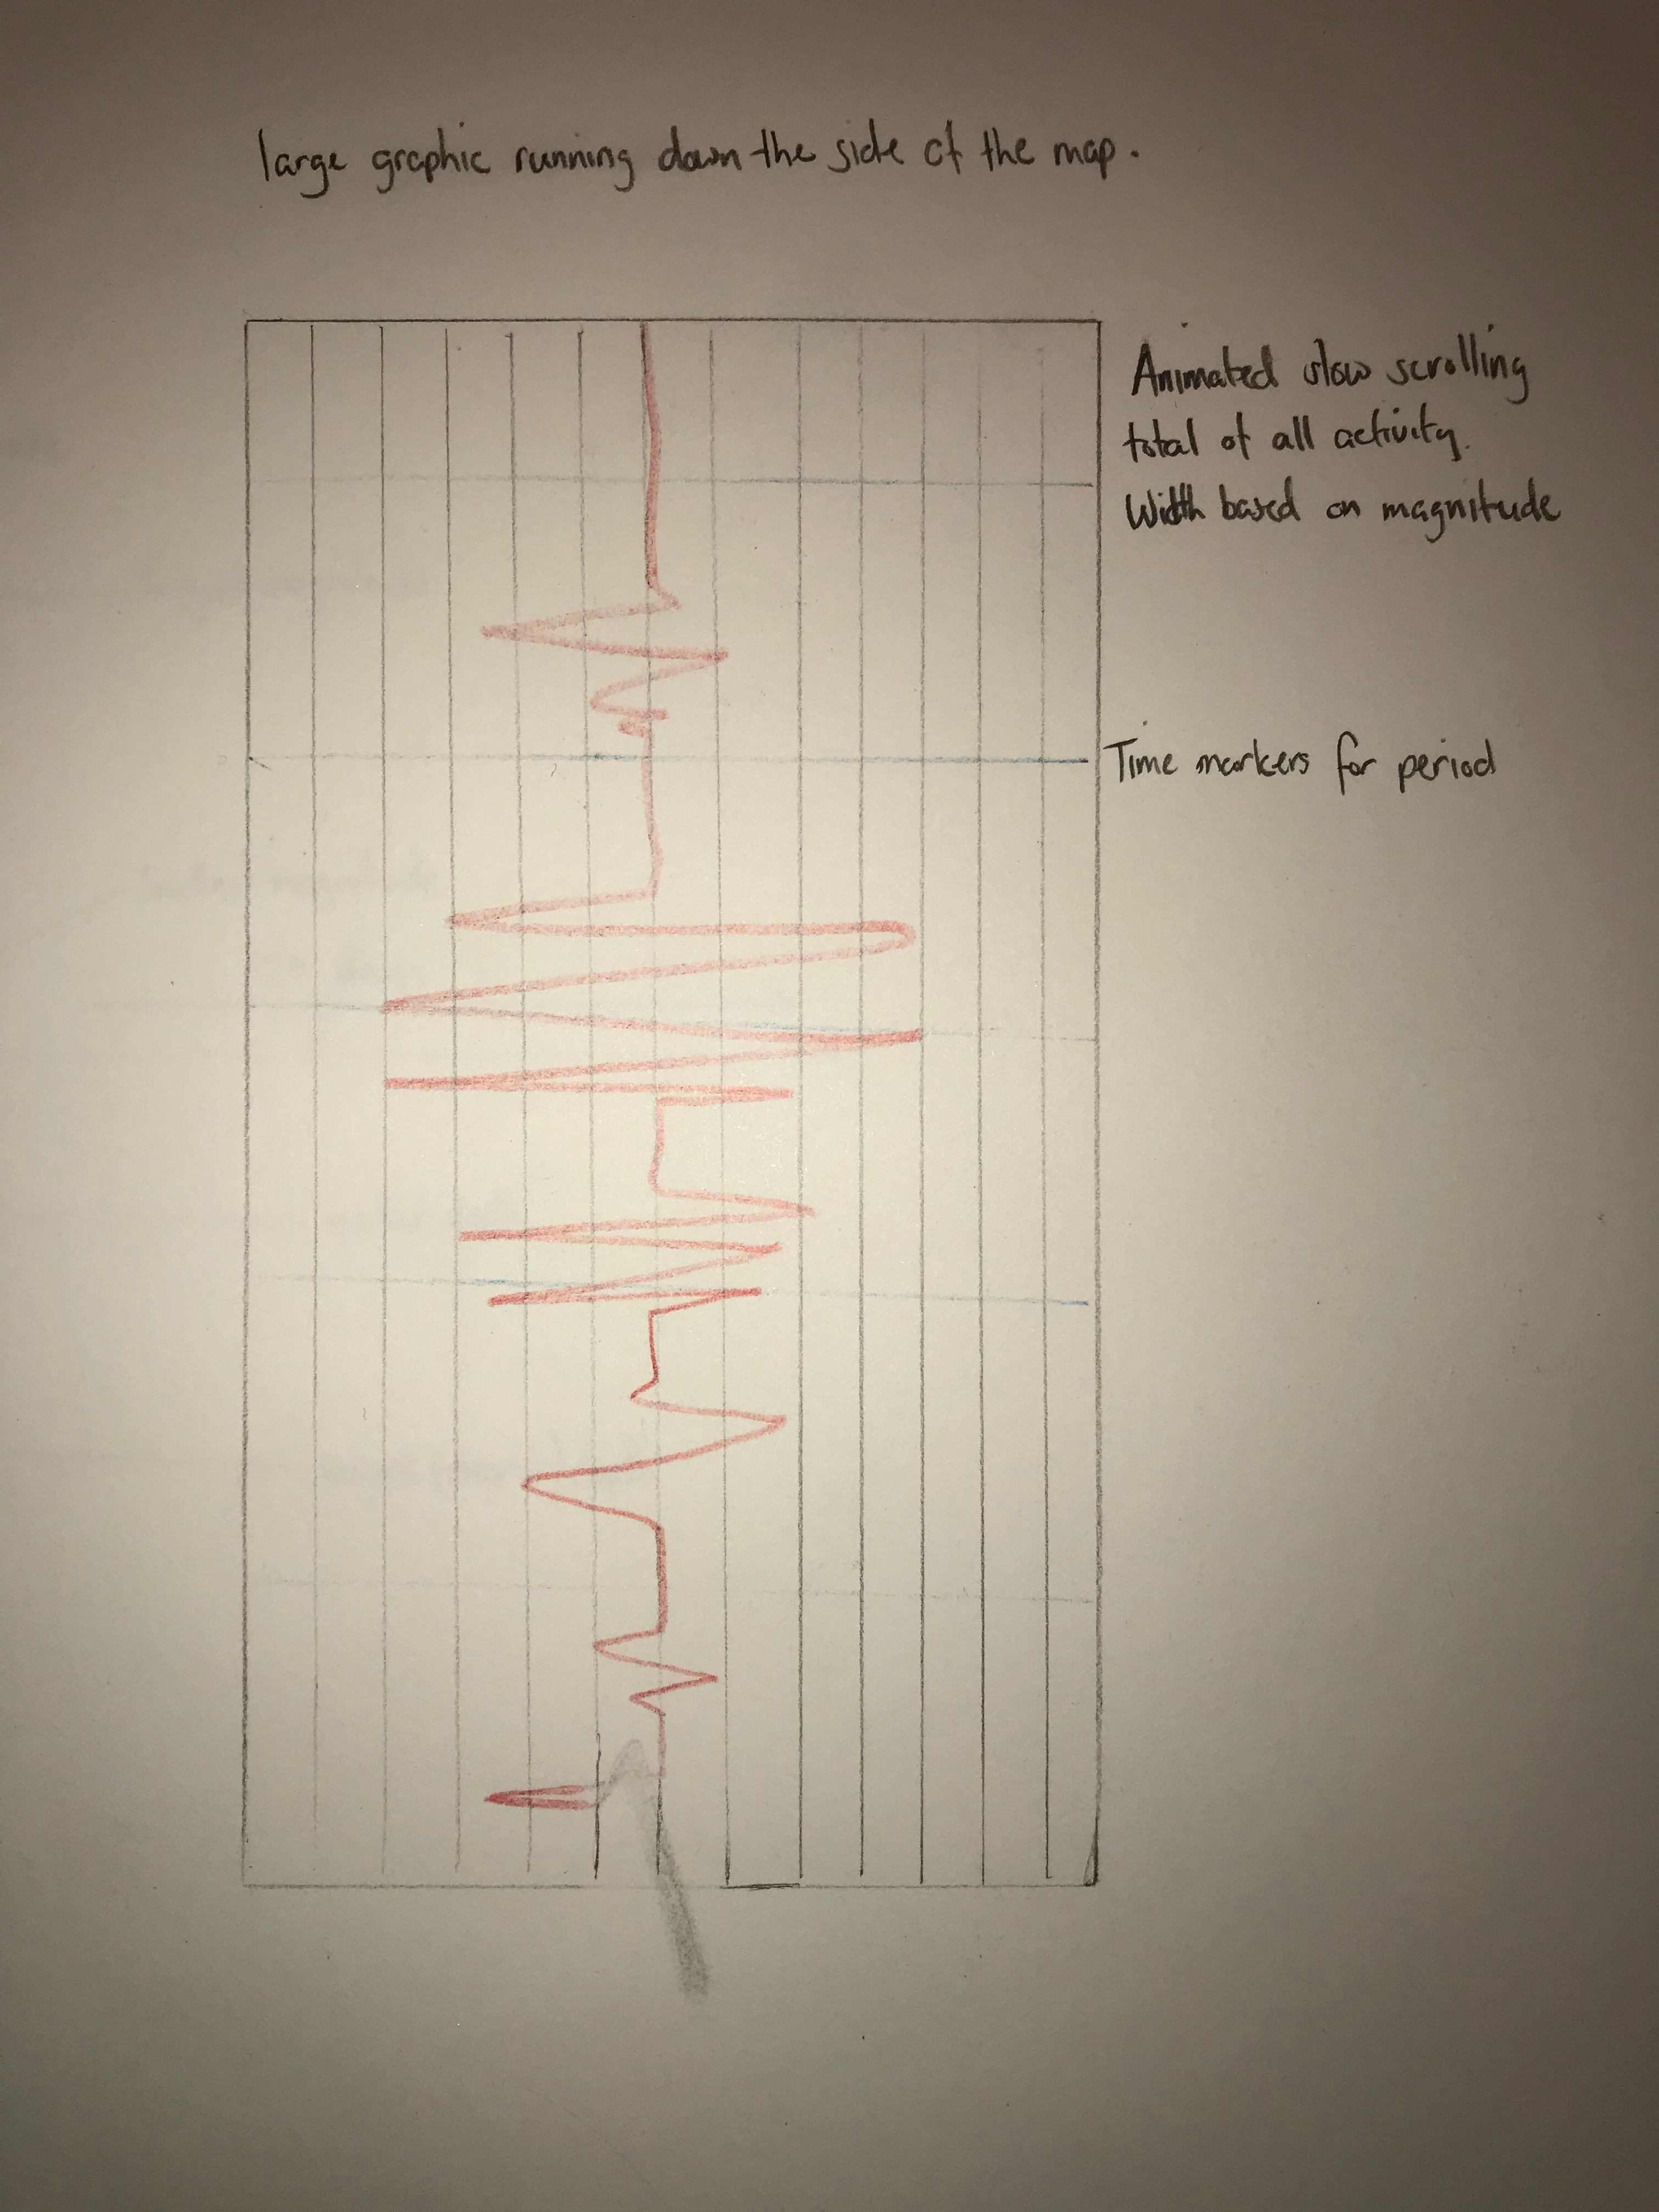 large graphic running down the side of the map.
Animated slow scrolling
total of all activity.
Width based on magnitude
Time markers for period